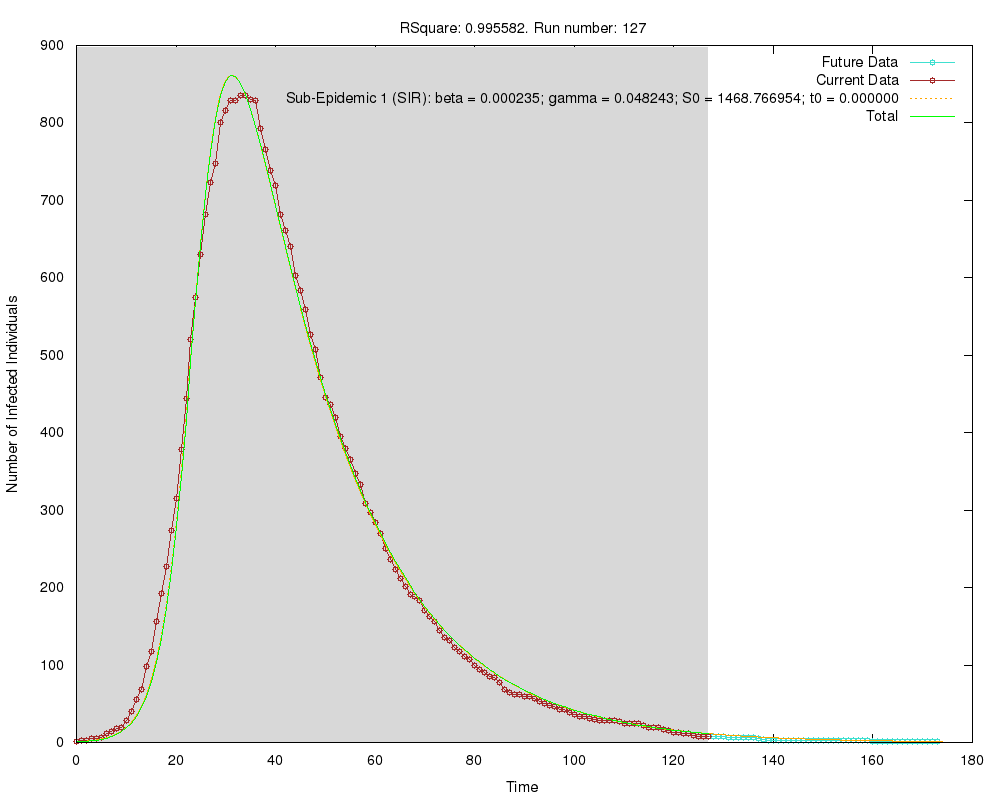 RSquare: 0.995582. Run number: 127
Future Data
Current Data
Sub-Epidemic 1 (SIR): beta = 0.000235; gamma = 0.048243; S0 = 1468.766954; t0 = 0.000000
Total
900
800
700
600
500
400
300
200
100
0
Number of Infected Individuals
0 20 40 60 80 100 120 140 160 180
Time